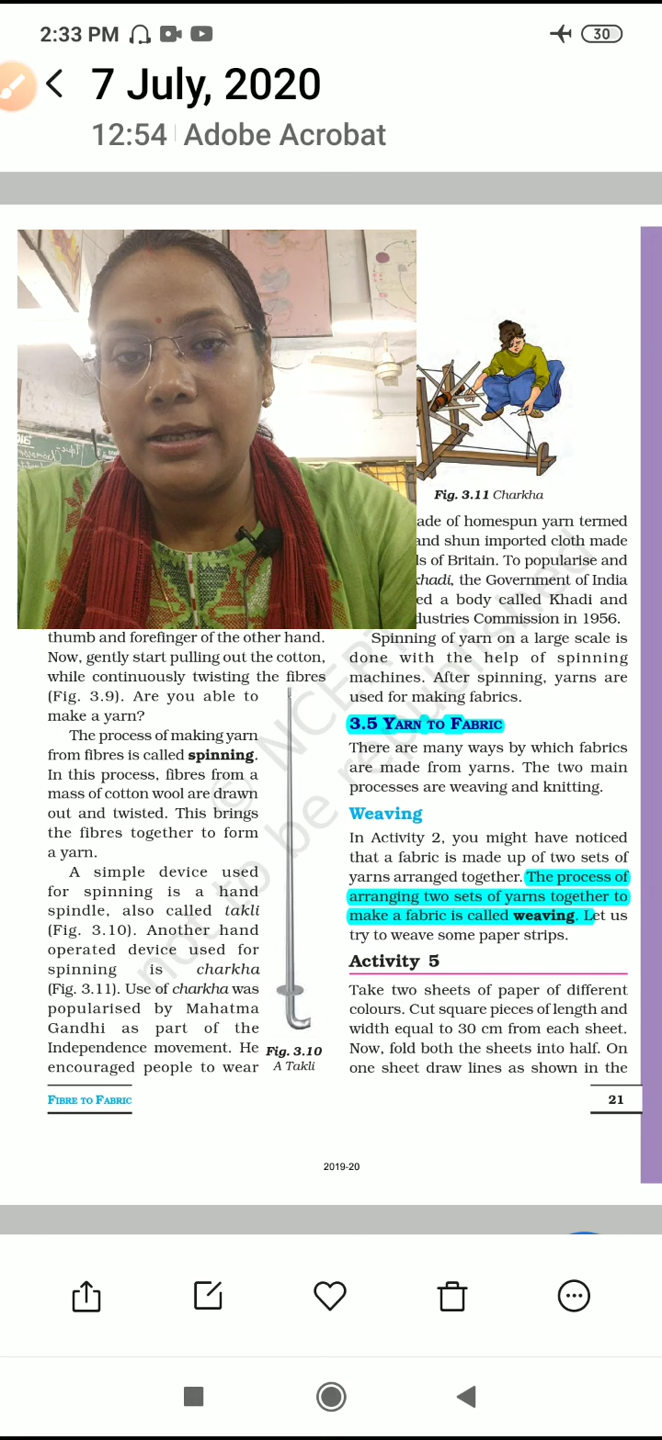 2:33 PM
30
7 July, 2020
12:54 Adobe Acrobat
thumb and forefinger of the other hand.
Now, gently start pulling out the cotton,
while continuously twisting the fibres
(Fig. 3.9). Are you able to
make a yarn?
The process of making yarn
from fibres is called spinning.
In this process, fibres from a
mass of cotton wool are drawn
out and twisted. This brings
the fibres together to form
a yarn.
A simple device used
for spinning is a hand
spindle, also called takli
(Fig. 3.10). Another hand
operated device used for
spinning is charkha
(Fig. 3.11). Use of charkha was
popularised by Mahatma
Gandhi as part of the
Independence movement. He
encouraged people to wear
Fig. 3.10
A Takli
Fig. 3.11 Charkha
ade of homespun yarn termed
and shun imported cloth made
ls of Britain. To popularise and
khadi, the Government of India
ed a body called Khadi and
dustries Commission in 1956.
Spinning of yarn on a large scale is
done with the help of spinning
machines. After spinning, yarns are
used for making fabrics.
3.5 YARN TO FABRIC
There are many ways by which fabrics
are made from yarns. The two main
processes are weaving and knitting.
Weaving
In Activity 2, you might have noticed
that a fabric is made up of two sets of
yarns arranged together. The process of
arranging two sets of yarns together to
make a fabric is called weaving. Let us
try to weave some paper strips.
Activity 5
Take two sheets of paper of different
colours. Cut square pieces of length and
width equal to 30 cm from each sheet.
Now, fold both the sheets into half. On
one sheet draw lines as shown in the
FIBRE TO FABRIC
21
2019-20
© NCERT
not to be republished